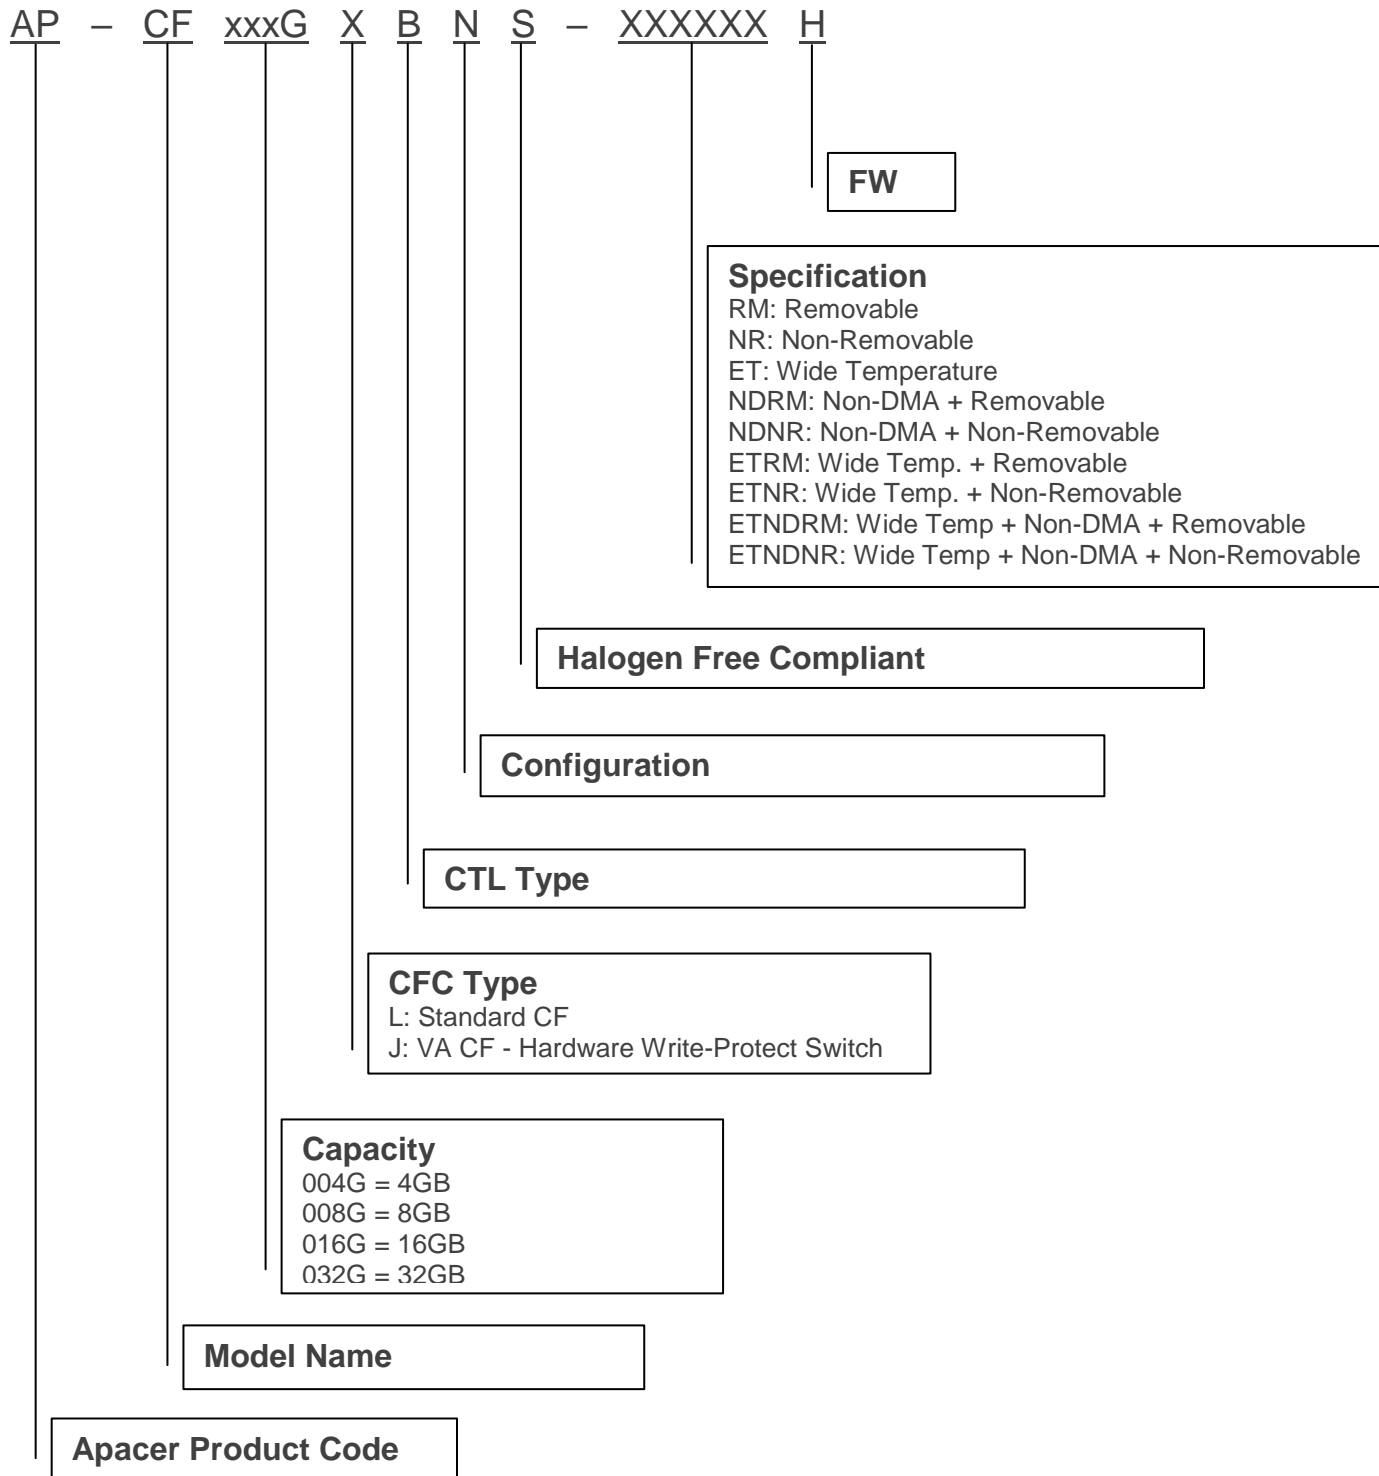 AP – CF xxxG X B N S – XXXXXX H
FW
Specification
RM: Removable
NR: Non-Removable
ET: Wide Temperature
NDRM: Non-DMA + Removable
NDNR: Non-DMA + Non-Removable
ETRM: Wide Temp. + Removable
ETNR: Wide Temp. + Non-Removable
ETNDRM: Wide Temp + Non-DMA + Removable
ETNDNR: Wide Temp + Non-DMA + Non-Removable
Halogen Free Compliant
Configuration
CTL Type
CFC Type
L: Standard CF
J: VA CF - Hardware Write-Protect Switch
Capacity
004G = 4GB
008G = 8GB
016G = 16GB
032G = 32GB
Model Name
Apacer Product Code